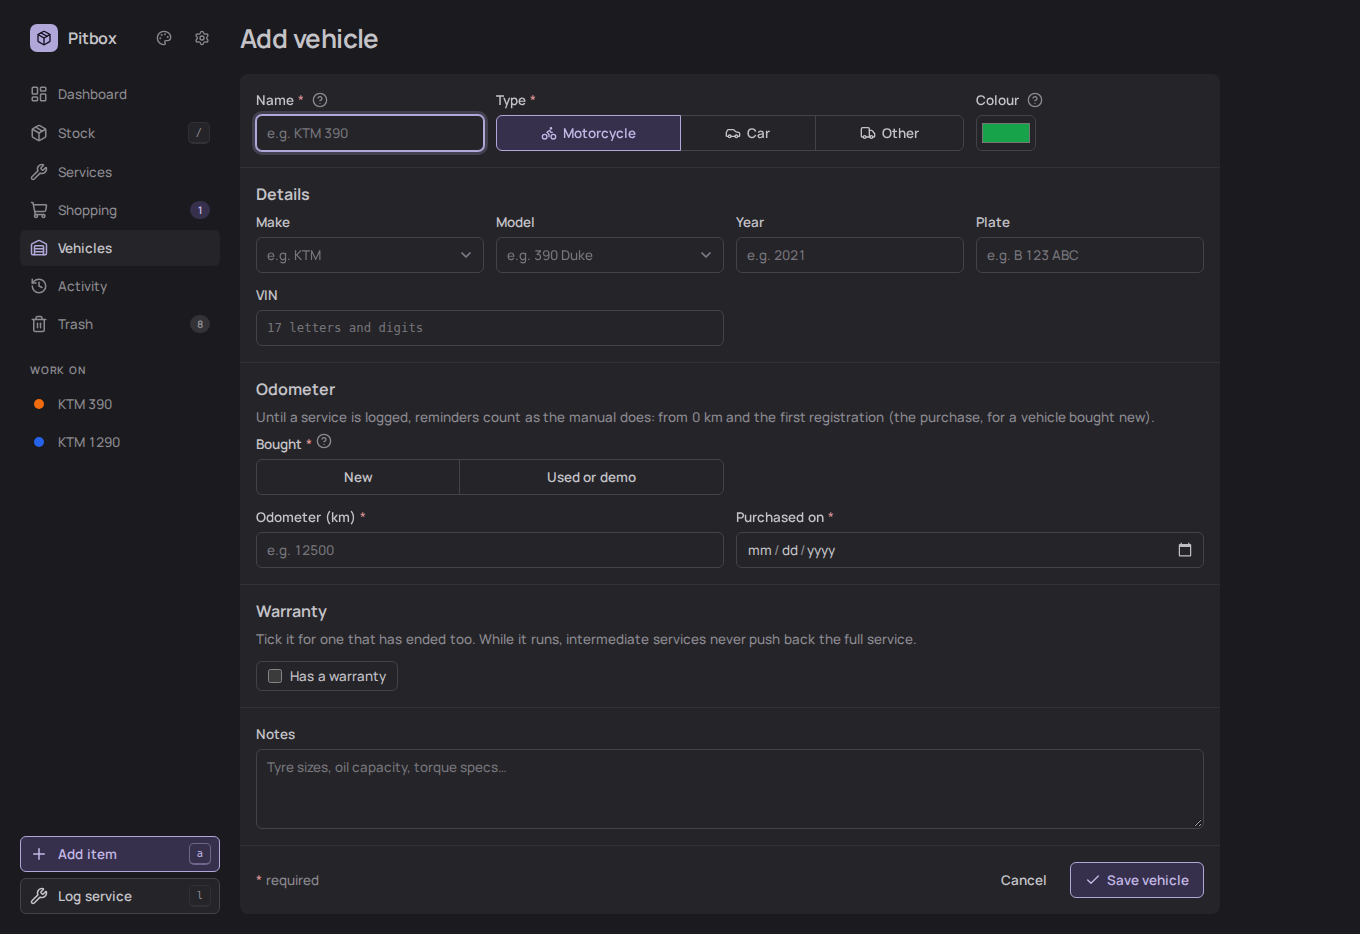 Pitbox
Add vehicle
Dashboard
Stock /
Services
Shopping 1
Vehicles
Activity
Trash 8
WORK ON
KTM 390
KTM 1290
Add item a
Log service l
Name * ?
e.g. KTM 390
Type *
Motorcycle Car Other
Colour ?
Details
Make Model Year Plate
e.g. KTM e.g. 390 Duke e.g. 2021 e.g. B 123 ABC
VIN
17 letters and digits
Odometer
Until a service is logged, reminders count as the manual does: from 0 km and the first registration (the purchase, for a vehicle bought new).
Bought * ?
New Used or demo
Odometer (km) * Purchased on *
e.g. 12500 mm/dd/yyyy
Warranty
Tick it for one that has ended too. While it runs, intermediate services never push back the full service.
Has a warranty
Notes
Tyre sizes, oil capacity, torque specs…
* required Cancel Save vehicle